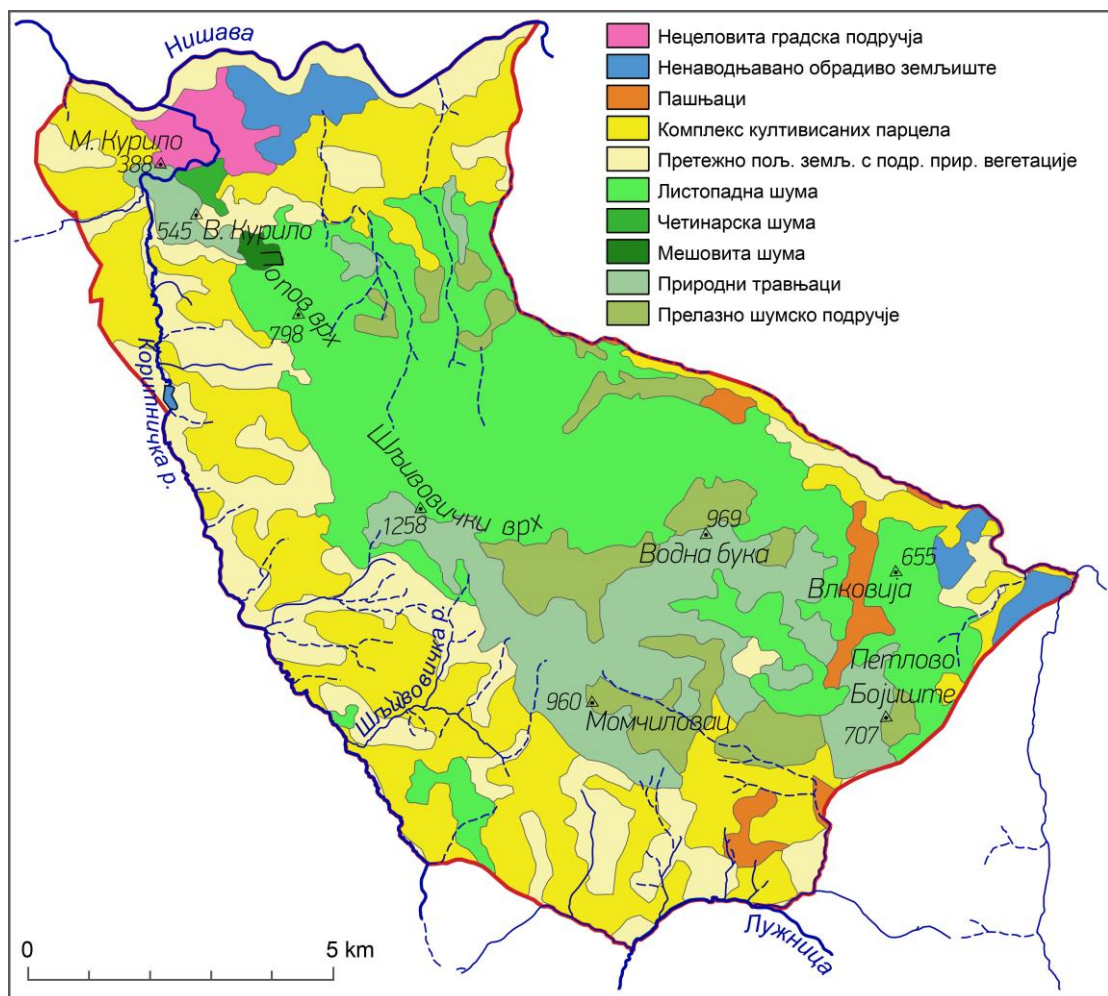 Нишава
Нецеловита градска подручја
Ненаводњавано обрадиво земљиште
Пашњаци
Комплекс култивисаних парцела
Претежно пољ. земљ. с подр. прир. вегетације
Листопадна шума
Четинарска шума
Мешовита шума
Природни травњаци
Прелазно шумско подручје
М. Курило
388
545
В. Курило
Попов врх
798
Коритничка р.
Шљивовички врх
1258
969
Водна бука
655
Влковија
Петлово
Бојиште
707
Шљивовичка р.
960
Момчиловац
Лужница
0
5 km